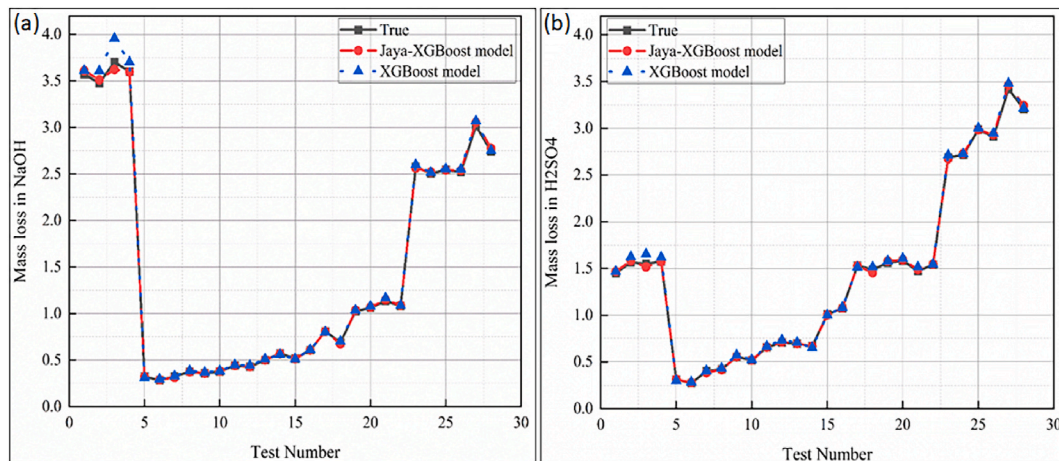 (a)
True
Jaya-XGBoost model
XGBoost model
4.0
3.5
3.0
2.5
2.0
1.5
1.0
0.5
0.0
Mass loss in NaOH
0 5 10 15 20 25 30
Test Number
(b)
True
Jaya-XGBoost model
XGBoost model
4.0
3.5
3.0
2.5
2.0
1.5
1.0
0.5
0.0
Mass loss in H2SO4
0 5 10 15 20 25 30
Test Number